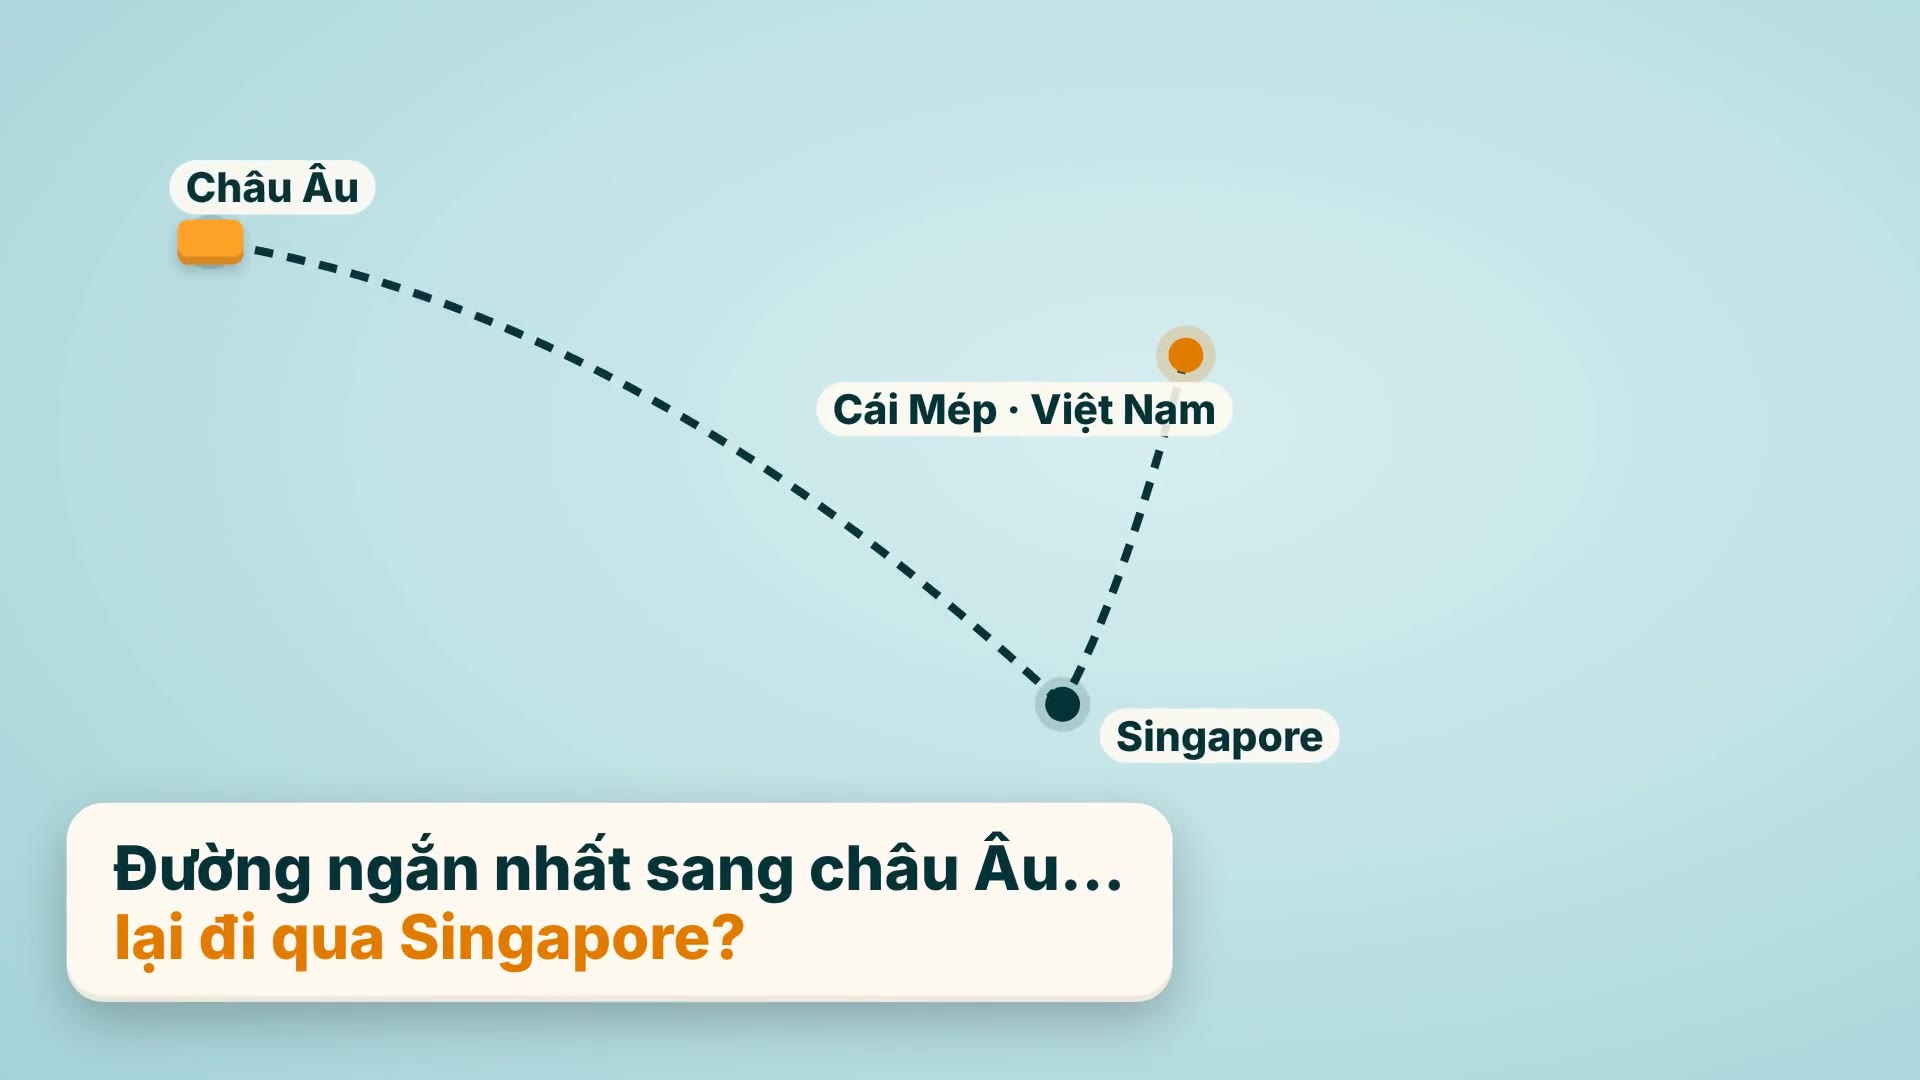 Châu Âu
Cái Mép · Việt Nam
Singapore
Đường ngắn nhất sang châu Âu...
lại đi qua Singapore?